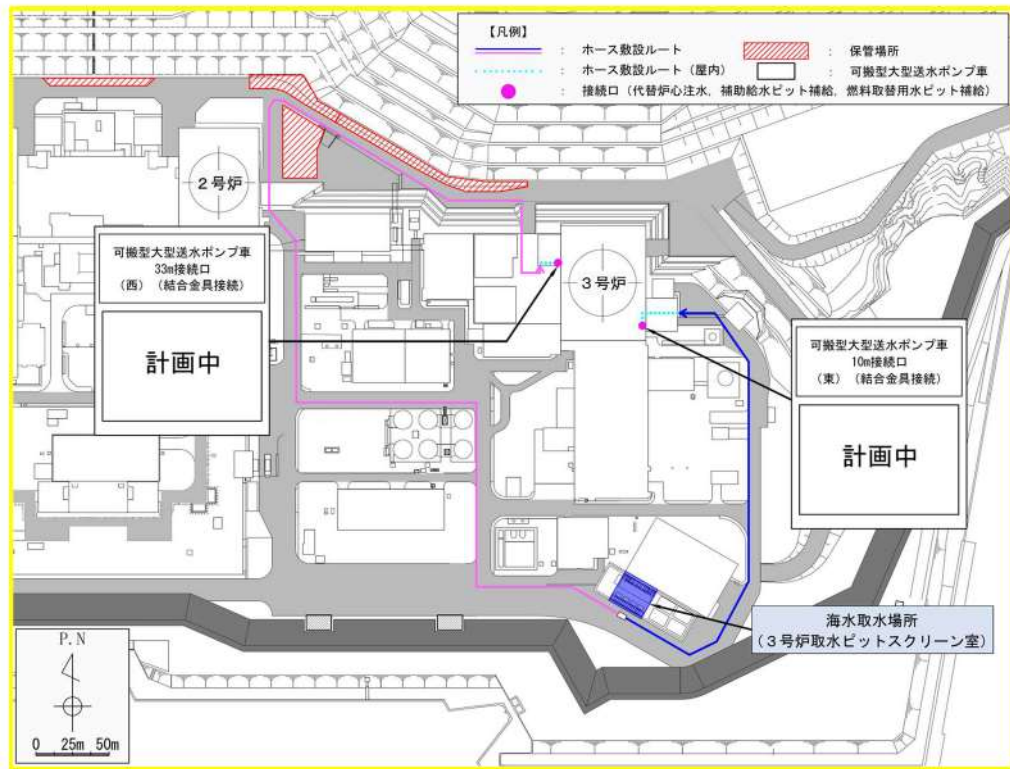 【凡例】
: ホース敷設ルート
: 保管場所
: ホース敷設ルート（屋内）
: 可搬型大型送水ポンプ車
: 接続口（代替炉心注水，補助給水ピット補給，燃料取替用水ピット補給）
2号炉
可搬型大型送水ポンプ車
33m接続口
（西）（結合金具接続）
計画中
3号炉
可搬型大型送水ポンプ車
10m接続口
（東）（結合金具接続）
計画中
海水取水場所
（3号炉取水ピットスクリーン室）
P.N
0 25m 50m